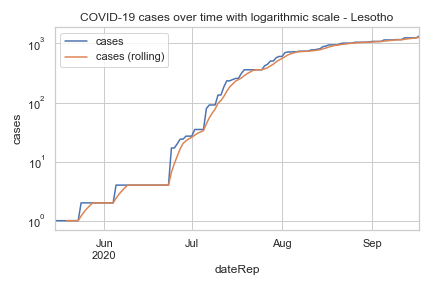 COVID-19 cases over time with logarithmic scale - Lesotho
cases
cases (rolling)
10³
10²
10¹
10⁰
cases
Jun
2020
Jul
Aug
Sep
dateRep